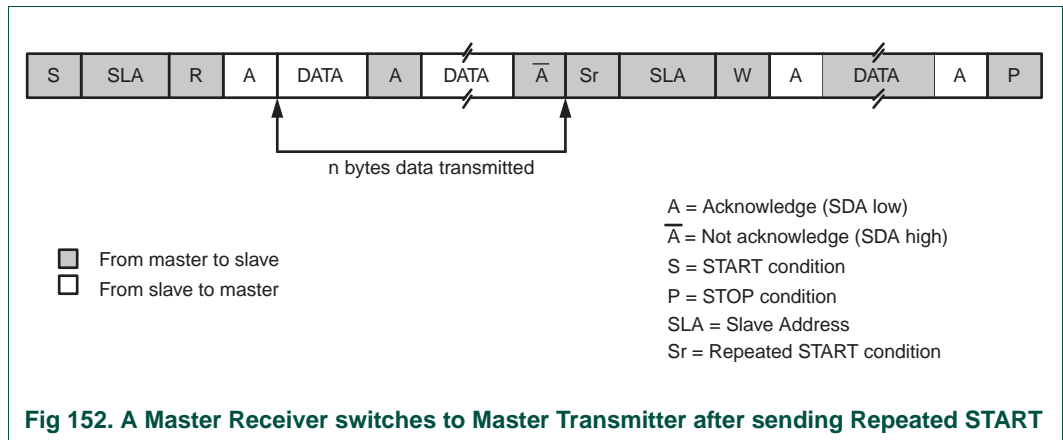 S SLA R A DATA A DATA A̅ Sr SLA W A DATA A P
n bytes data transmitted
From master to slave
From slave to master
A = Acknowledge (SDA low)
A̅ = Not acknowledge (SDA high)
S = START condition
P = STOP condition
SLA = Slave Address
Sr = Repeated START condition
Fig 152. A Master Receiver switches to Master Transmitter after sending Repeated START